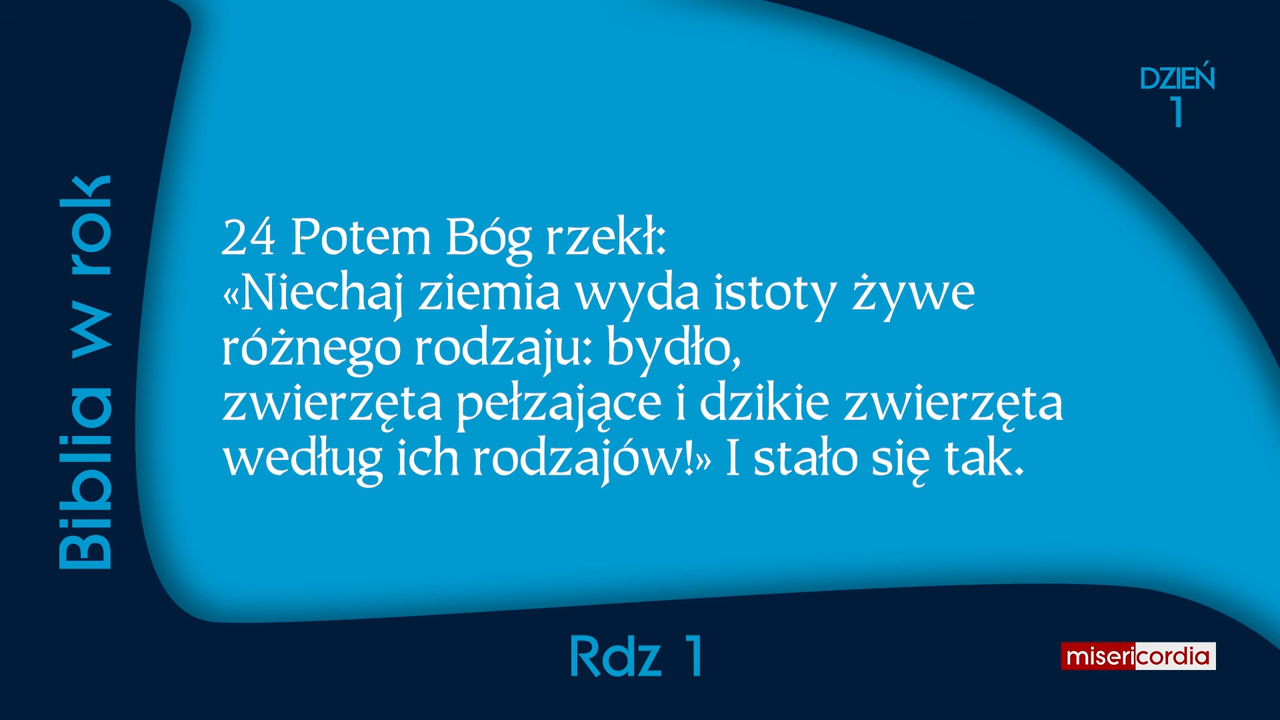 DZIEŃ
1
Biblia w rok
24 Potem Bóg rzekł:
«Niechaj ziemia wyda istoty żywe
różnego rodzaju: bydło,
zwierzęta pełzające i dzikie zwierzęta
według ich rodzajów!» I stało się tak.
Rdz 1
misericordia